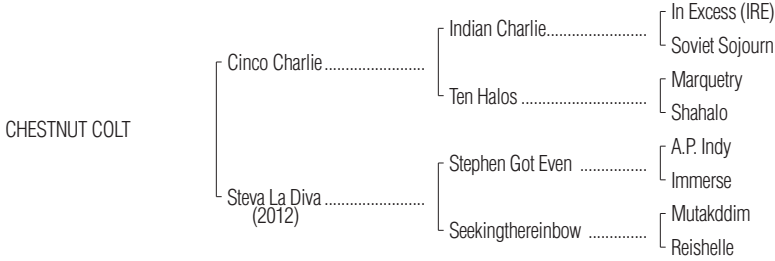 CHESTNUT COLT
Cinco Charlie........................
Steva La Diva........................
(2012)
Indian Charlie........................
Ten Halos ..............................
Stephen Got Even ................
Seekingthereinbow ..............
In Excess (IRE)
Soviet Sojourn
Marquetry
Shahalo
A.P. Indy
Immerse
Mutakddim
Reishelle